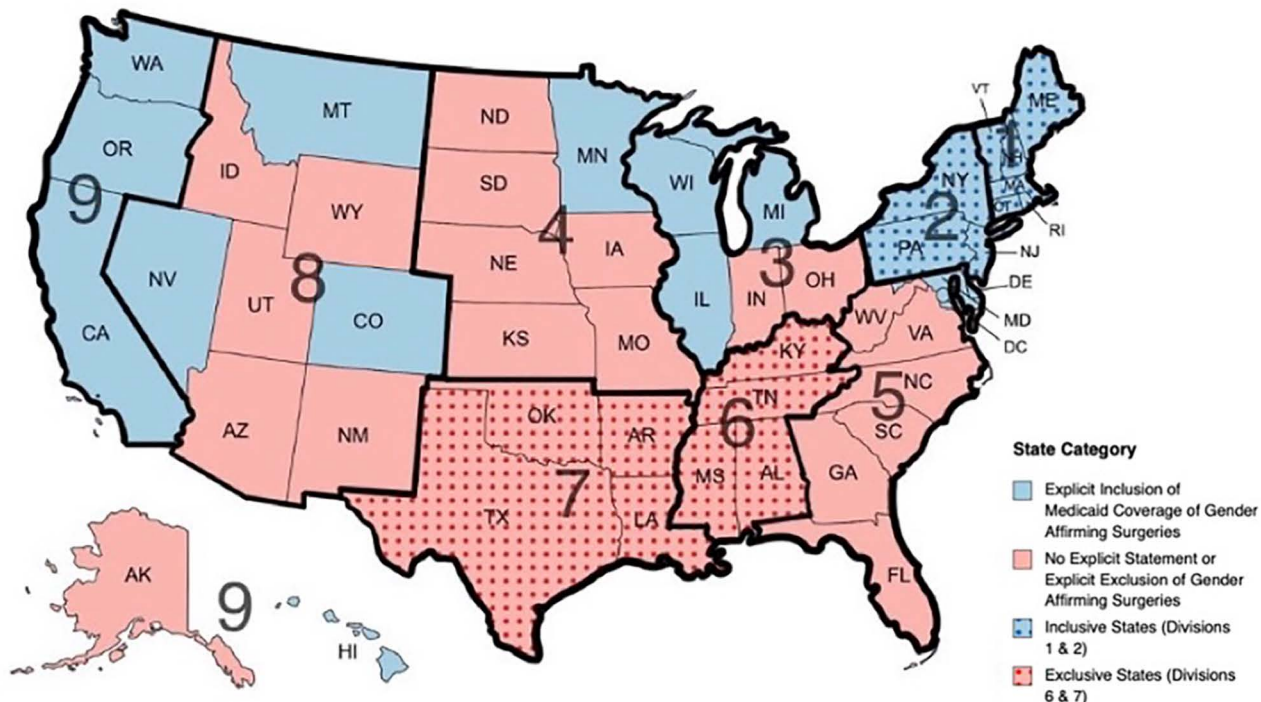 WA
MT
ND
VT
ME
OR
MN
1
ID
SD
WI
NH
NY
MA
9
WY
4
MI
2
CT
RI
NE
IA
3
PA
NJ
NV
8
OH
DE
UT
CO
IL
IN
MD
CA
KS
MO
WV
VA
DC
KY
AZ
NM
OK
AR
6
TN
5
NC
SC
MS
AL
GA
TX
7
LA
AK
9
FL
HI
State Category
Explicit Inclusion of
Medicaid Coverage of Gender
Affirming Surgeries
No Explicit Statement or
Explicit Exclusion of Gender
Affirming Surgeries
Inclusive States (Divisions
1 & 2)
Exclusive States (Divisions
6 & 7)